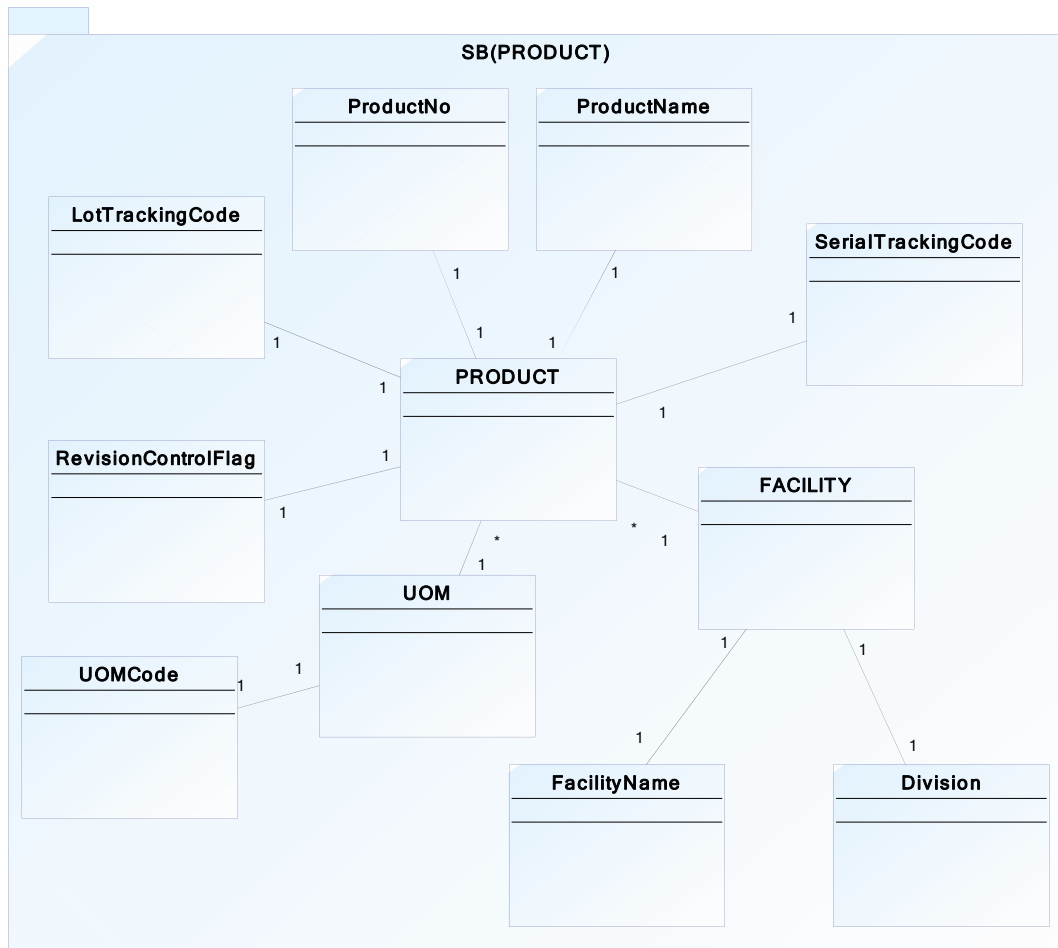 SB(PRODUCT)
ProductNo
ProductName
LotTrackingCode
SerialTrackingCode
1
1
1
1
1
1
1
PRODUCT
1
1
1
RevisionControlFlag
1
FACILITY
*
1
*
1
UOM
1
1
1
UOMCode
1
1
1
FacilityName
Division